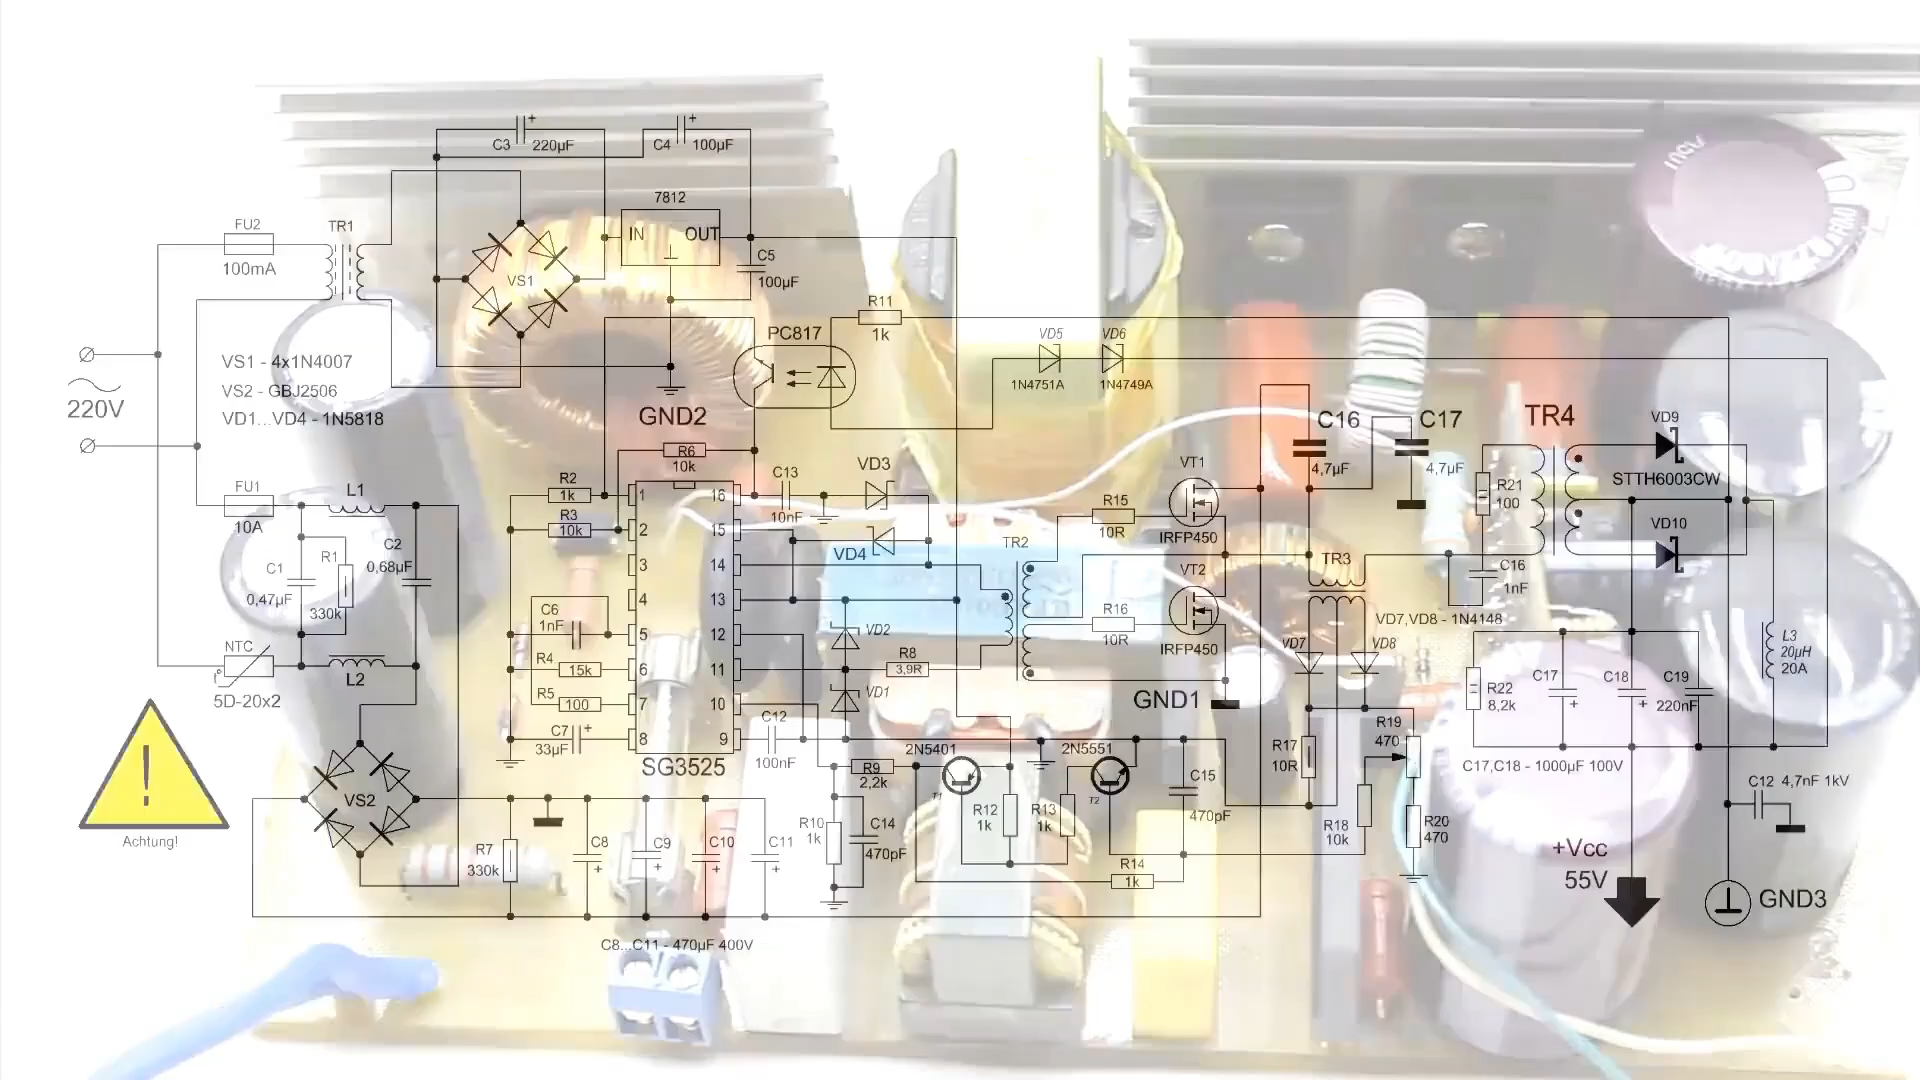 C3 220µF
C4 100µF
7812
IN OUT
C5
100µF
FU2
100mA
TR1
VS1
R11
1k
PC817
VD5
1N4751A
VD6
1N4749A
220V
VS1 - 4x1N4007
VS2 - GBJ2506
VD1...VD4 - 1N5818
GND2
R6
10k
C16
4,7µF
C17
4,7µF
TR4
VD9
STTH6003CW
VD10
FU1
10A
L1
R1
330k
C1
0,47µF
C2
0,68µF
NTC
5D-20x2
L2
R2
1k
R3
10k
C6
1nF
R4
15k
R5
100
C7
33µF
1
2
3
4
5
6
7
8
16
15
14
13
12
11
10
9
SG3525
C13
10nF
VD3
VD4
VD2
VD1
R8
3,9R
C12
100nF
TR2
R15
10R
VT1
IRFP450
VT2
R16
10R
IRFP450
GND1
TR3
R21
100
C16
1nF
VD7,VD8 - 1N4148
VD7
VD8
L3
20µH
20A
R22
8,2k
C17
C18
C19
220nF
C17,C18 - 1000µF 100V
C12 4,7nF 1kV
R17
10R
R19
470
R18
10k
R20
470
+Vcc
55V
GND3
!
Achtung!
VS2
R7
330k
C8
C9
C10
C11
C8...C11 - 470µF 400V
R9
2,2k
2N5401
T1
2N5551
T2
R10
1k
C14
470pF
R12
1k
R13
1k
C15
470pF
R14
1k